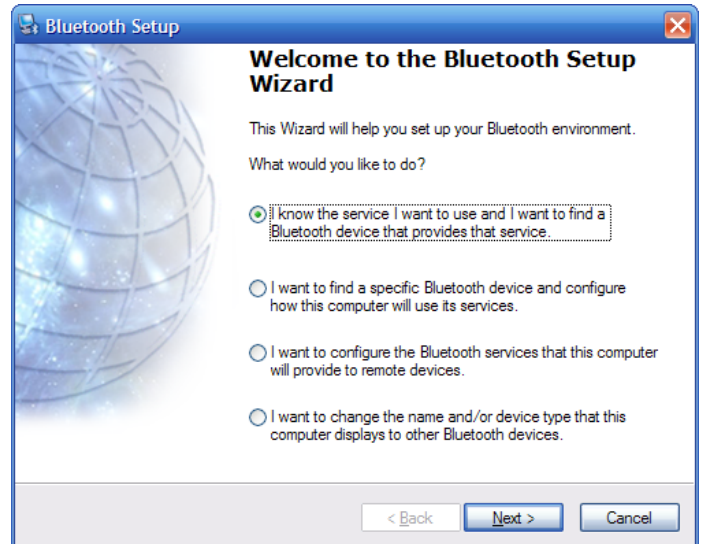 Bluetooth Setup
Welcome to the Bluetooth Setup
Wizard
This Wizard will help you set up your Bluetooth environment.
What would you like to do?
I know the service I want to use and I want to find a
Bluetooth device that provides that service.
I want to find a specific Bluetooth device and configure
how this computer will use its services.
I want to configure the Bluetooth services that this computer
will provide to remote devices.
I want to change the name and/or device type that this
computer displays to other Bluetooth devices.
< Back Next > Cancel